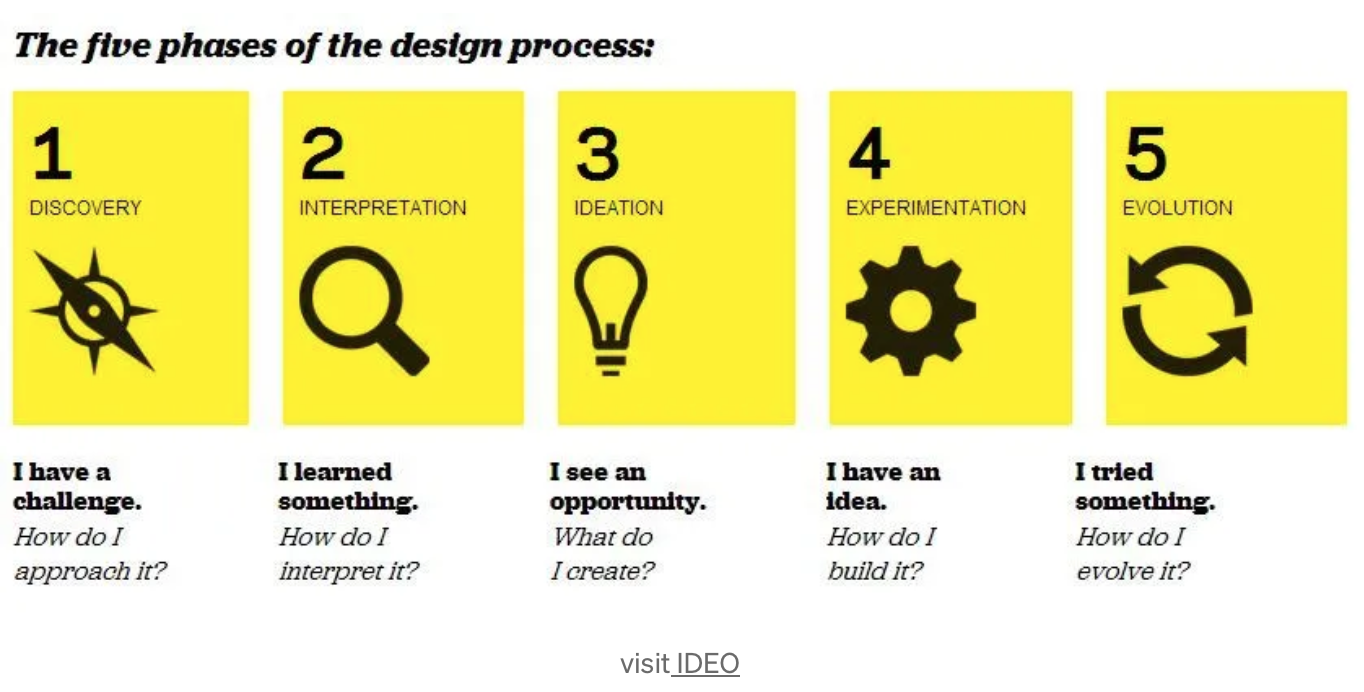 The five phases of the design process:
1
DISCOVERY
I have a
challenge.
How do I
approach it?
2
INTERPRETATION
I learned
something.
How do I
interpret it?
3
IDEATION
I see an
opportunity.
What do
I create?
4
EXPERIMENTATION
I have an
idea.
How do I
build it?
5
EVOLUTION
I tried
something.
How do I
evolve it?
visit IDEO